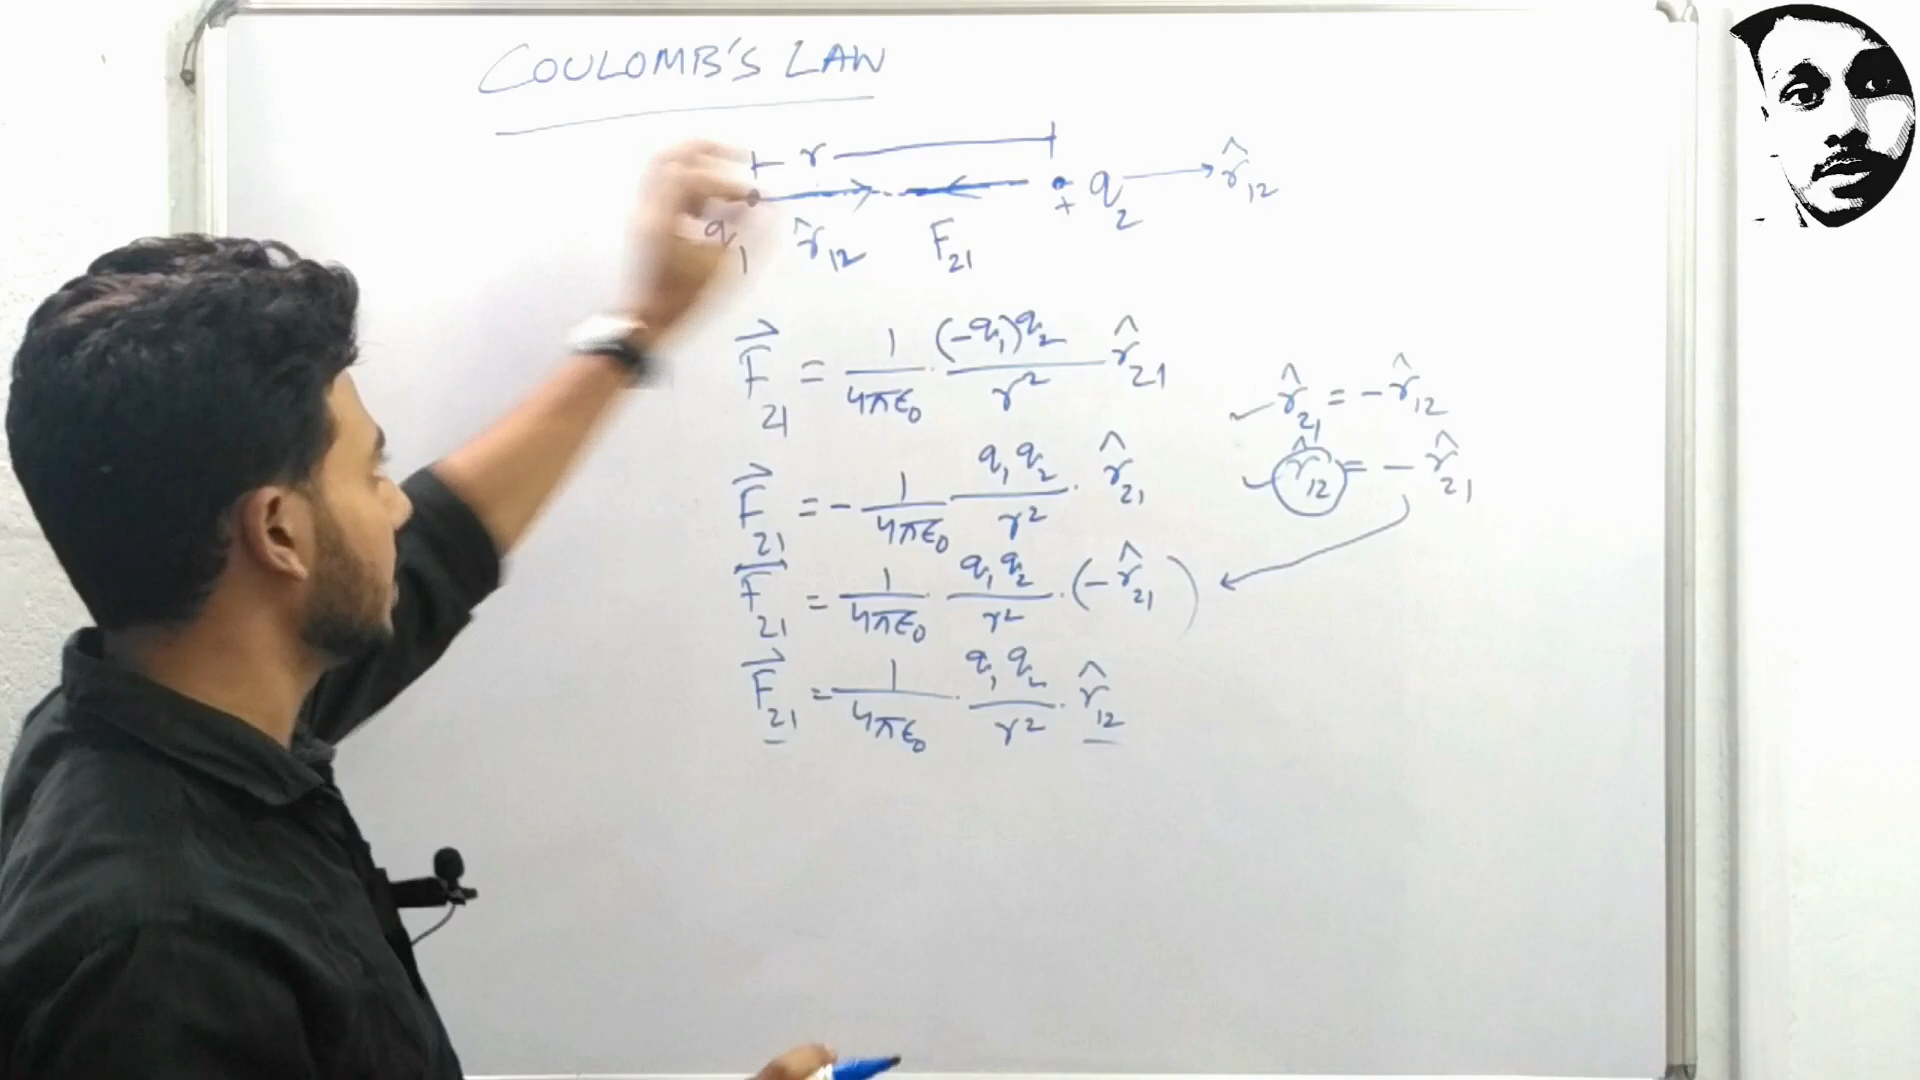 COULOMB'S LAW
r
+ q₂ → r̂₁₂
q₁ r̂₁₂ F₂₁
F⃗₂₁ = 1/4πε₀ · (-q₁)q₂/r² r̂₂₁
r̂₂₁ = - r̂₁₂
F⃗₂₁ = - 1/4πε₀ q₁q₂/r² · r̂₂₁
r̂₁₂ = - r̂₂₁
F⃗₂₁ = 1/4πε₀ · q₁q₂/r² · (- r̂₂₁)
F⃗₂₁ = 1/4πε₀ · q₁q₂/r² · r̂₁₂